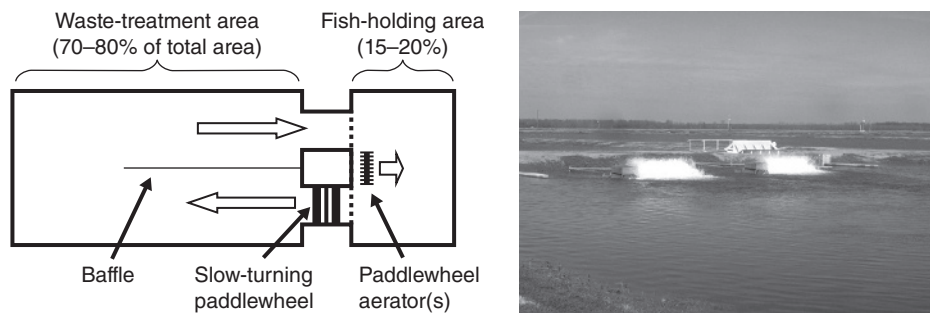 Waste-treatment area
(70–80% of total area)
Fish-holding area
(15–20%)
Baffle
Slow-turning
paddlewheel
Paddlewheel
aerator(s)